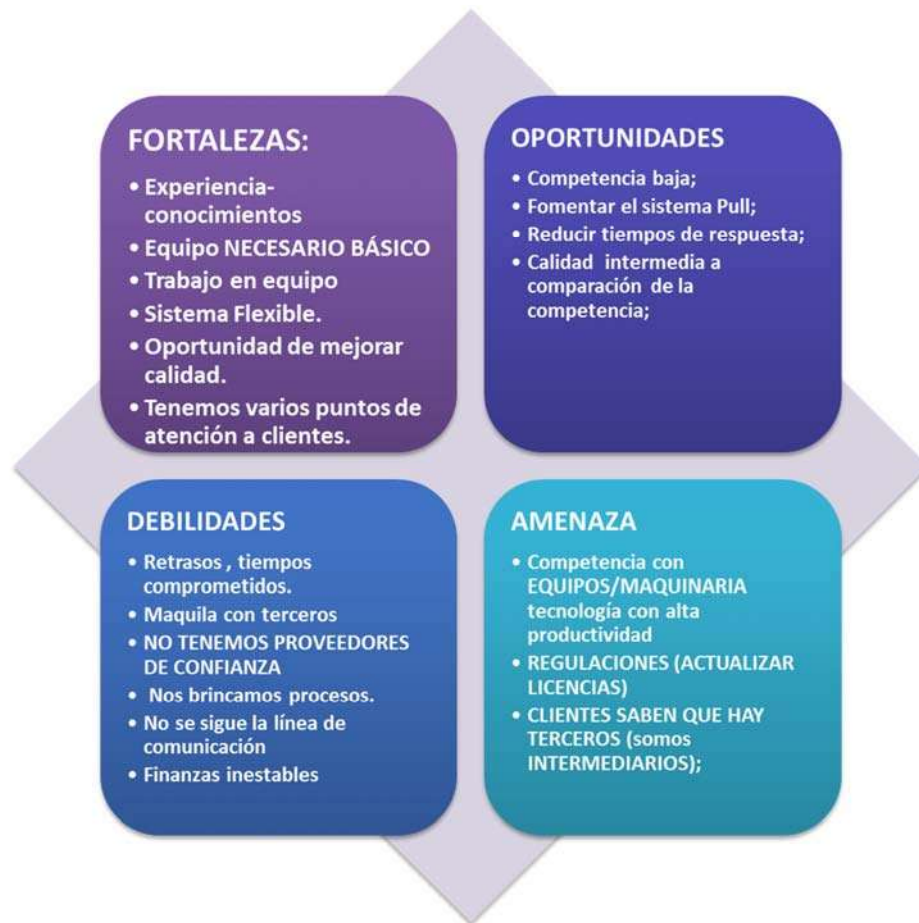 FORTALEZAS:
• Experiencia-
conocimientos
• Equipo NECESARIO BÁSICO
• Trabajo en equipo
• Sistema Flexible.
• Oportunidad de mejorar
calidad.
• Tenemos varios puntos de
atención a clientes.
OPORTUNIDADES
• Competencia baja;
• Fomentar el sistema Pull;
• Reducir tiempos de respuesta;
• Calidad intermedia a
comparación de la
competencia;
DEBILIDADES
• Retrasos , tiempos
comprometidos.
• Maquila con terceros
• NO TENEMOS PROVEEDORES
DE CONFIANZA
• Nos brincamos procesos.
• No se sigue la línea de
comunicación
• Finanzas inestables
AMENAZA
• Competencia con
EQUIPOS/MAQUINARIA
tecnología con alta
productividad
• REGULACIONES (ACTUALIZAR
LICENCIAS)
• CLIENTES SABEN QUE HAY
TERCEROS (somos
INTERMEDIARIOS);